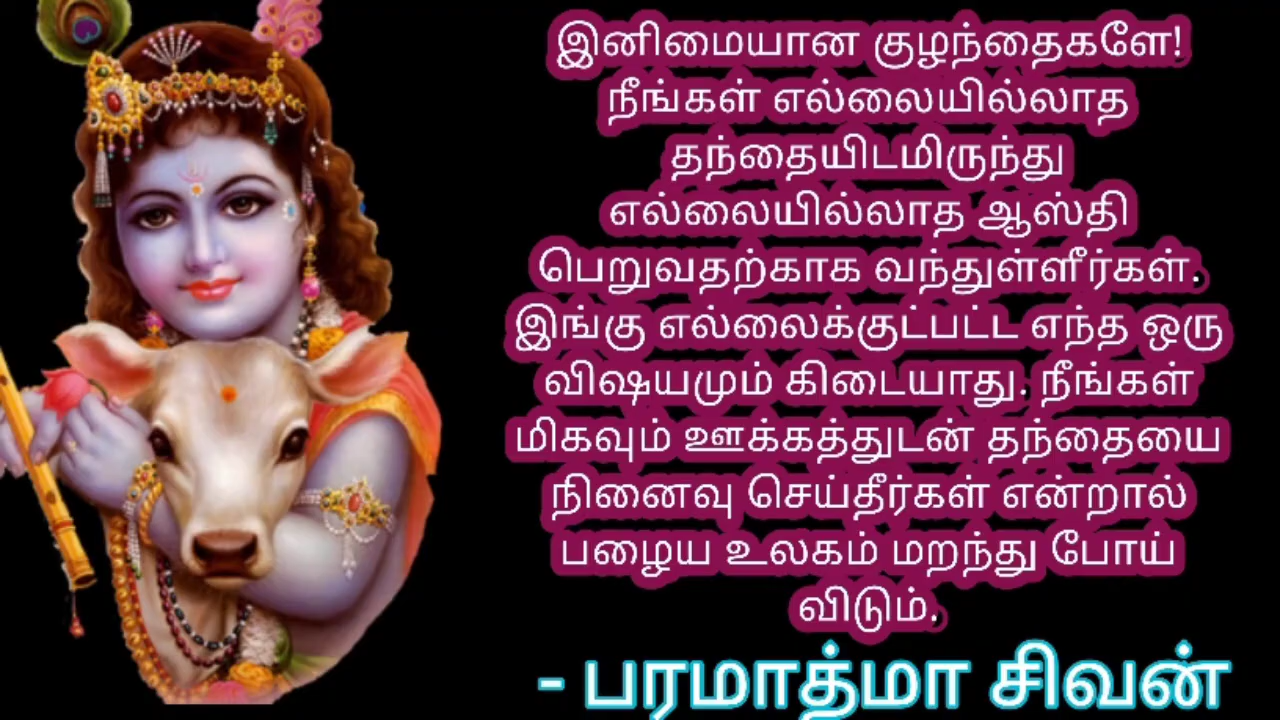 இனிமையான குழந்தைகளே!
நீங்கள் எல்லையில்லாத
தந்தையிடமிருந்து
எல்லையில்லாத ஆஸ்தி
பெறுவதற்காக வந்துள்ளீர்கள்.
இங்கு எல்லைக்குட்பட்ட எந்த ஒரு
விஷயமும் கிடையாது. நீங்கள்
மிகவும் ஊக்கத்துடன் தந்தையை
நினைவு செய்தீர்கள் என்றால்
பழைய உலகம் மறந்து போய்
விடும்.
- பரமாத்மா சிவன்